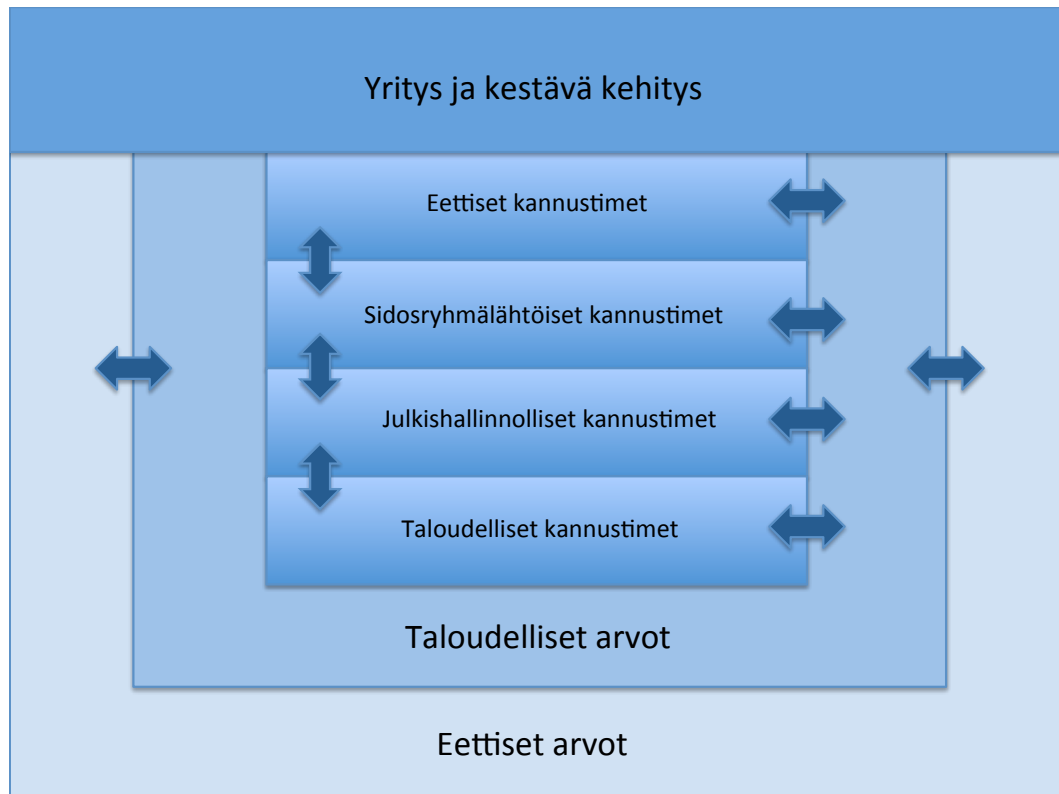 Yritys ja kestävä kehitys
Eettiset kannustimet
Sidosryhmälähtöiset kannustimet
Julkishallinnolliset kannustimet
Taloudelliset kannustimet
Taloudelliset arvot
Eettiset arvot